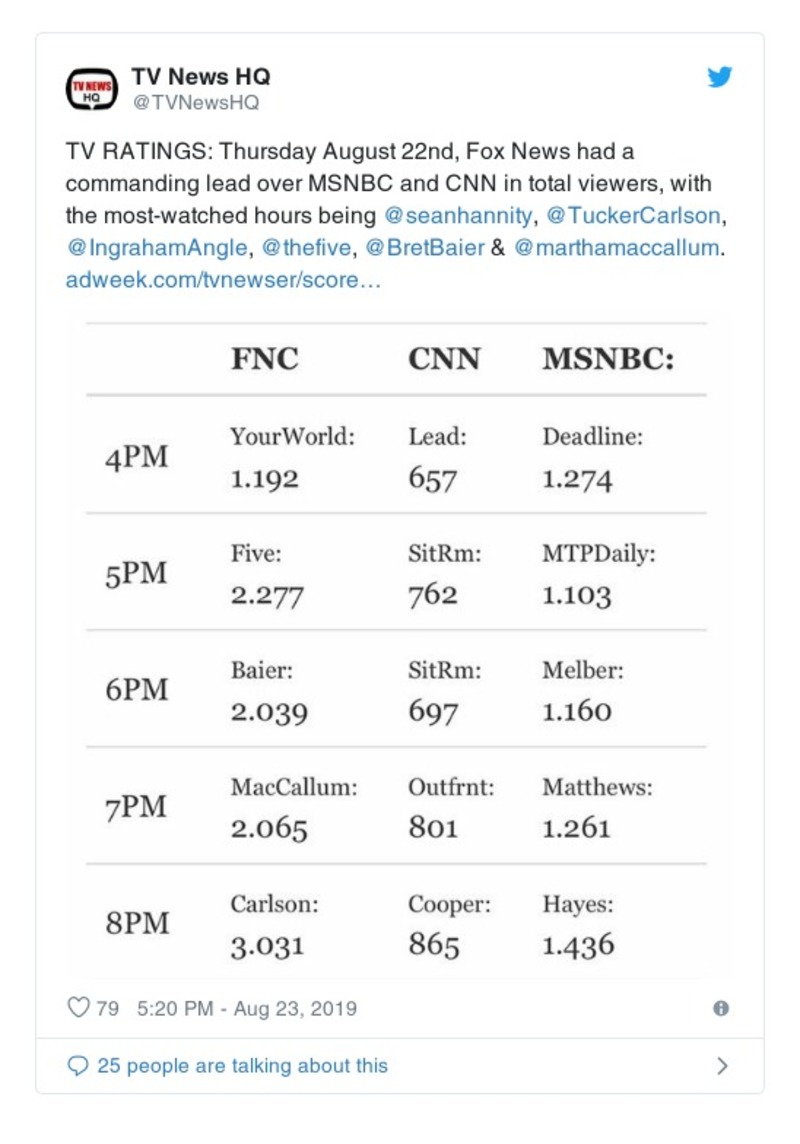 TV NEWS
HQ
TV News HQ
@TVNewsHQ
TV RATINGS: Thursday August 22nd, Fox News had a
commanding lead over MSNBC and CNN in total viewers, with
the most-watched hours being @seanhannity, @TuckerCarlson,
@IngrahamAngle, @thefive, @BretBaier & @marthamaccallum.
adweek.com/tvnewser/score…
FNC CNN MSNBC:
YourWorld: Lead: Deadline:
4PM
1.192 657 1.274
Five: SitRm: MTPDaily:
5PM
2.277 762 1.103
Baier: SitRm: Melber:
6PM
2.039 697 1.160
MacCallum: Outfrnt: Matthews:
7PM
2.065 801 1.261
Carlson: Cooper: Hayes:
8PM
3.031 865 1.436
79 5:20 PM - Aug 23, 2019
25 people are talking about this